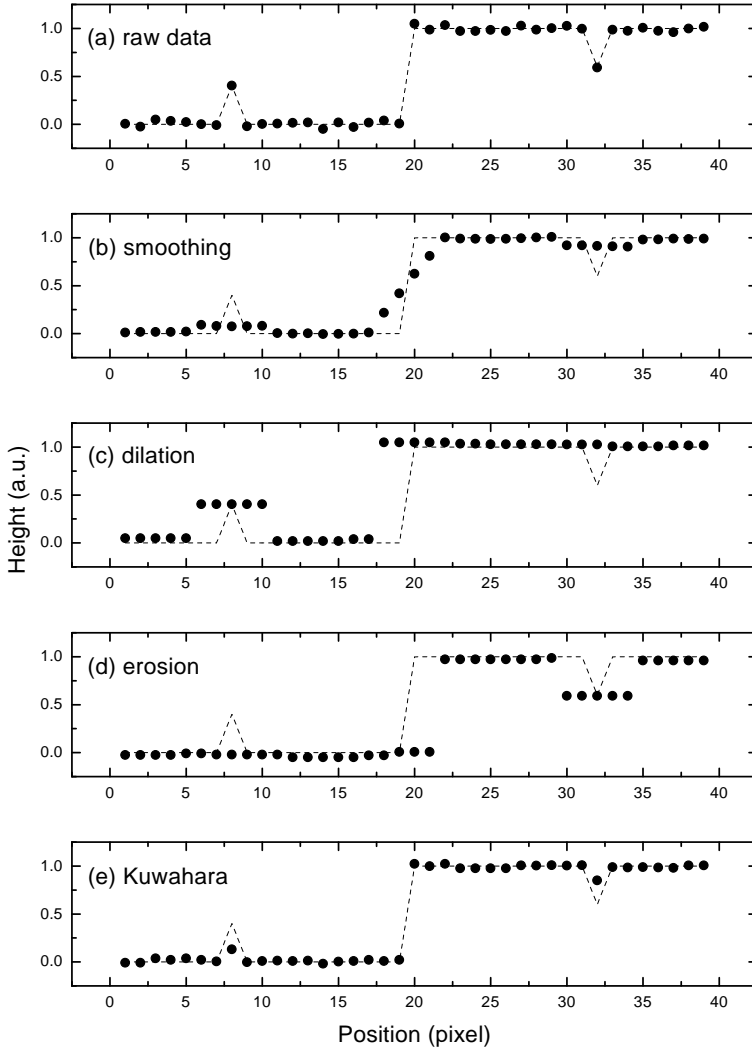 (a) raw data
1.0
0.5
0.0
0 5 10 15 20 25 30 35 40
(b) smoothing
1.0
0.5
0.0
0 5 10 15 20 25 30 35 40
(c) dilation
1.0
0.5
0.0
0 5 10 15 20 25 30 35 40
Height (a.u.)
(d) erosion
1.0
0.5
0.0
0 5 10 15 20 25 30 35 40
(e) Kuwahara
1.0
0.5
0.0
0 5 10 15 20 25 30 35 40
Position (pixel)